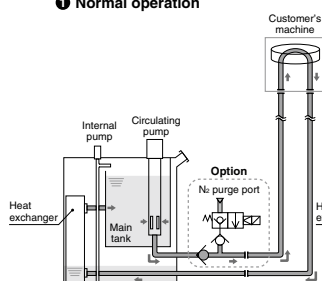 ❶ Normal operation
Customer's
machine
Internal
pump
Circulating
pump
Option
N₂ purge port
Heat
exchanger
Main
tank